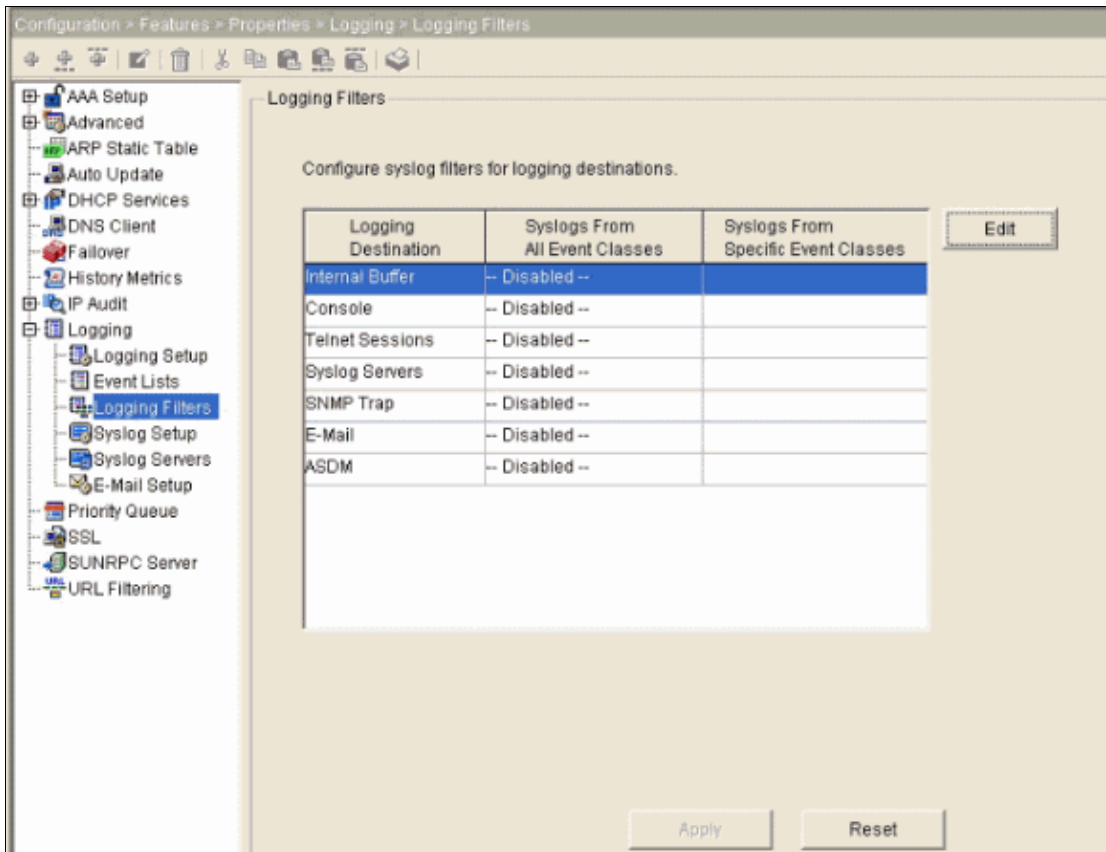 Configuration > Features > Properties > Logging > Logging Filters
AAA Setup
Advanced
ARP Static Table
Auto Update
DHCP Services
DNS Client
Failover
History Metrics
IP Audit
Logging
Logging Setup
Event Lists
Logging Filters
Syslog Setup
Syslog Servers
E-Mail Setup
Priority Queue
SSL
SUNRPC Server
URL Filtering
Logging Filters
Configure syslog filters for logging destinations.
Logging Destination
Syslogs From All Event Classes
Syslogs From Specific Event Classes
Edit
Internal Buffer -- Disabled --
Console -- Disabled --
Telnet Sessions -- Disabled --
Syslog Servers -- Disabled --
SNMP Trap -- Disabled --
E-Mail -- Disabled --
ASDM -- Disabled --
Apply
Reset